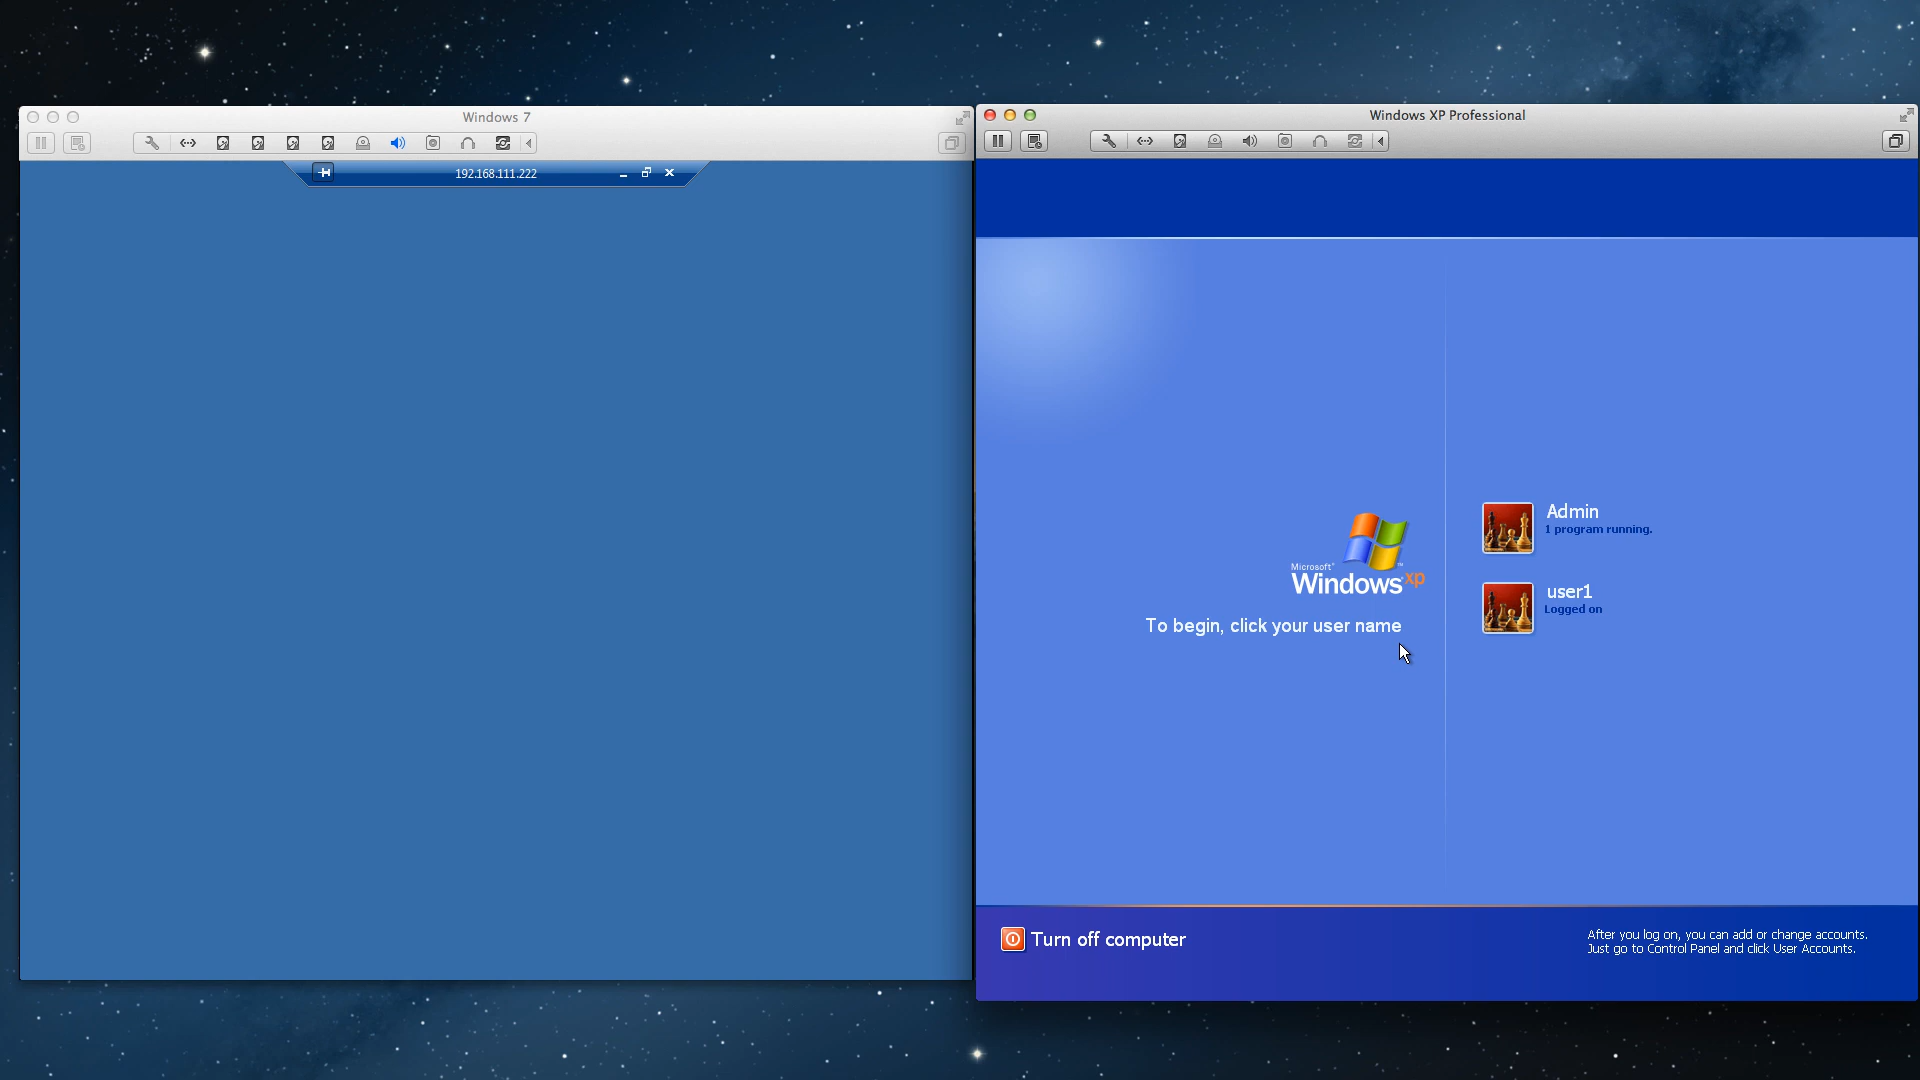 Windows 7
192.168.111.222
Windows XP Professional
Microsoft®
Windows xp™
To begin, click your user name
Admin
1 program running.
user1
Logged on
Turn off computer
After you log on, you can add or change accounts.
Just go to Control Panel and click User Accounts.